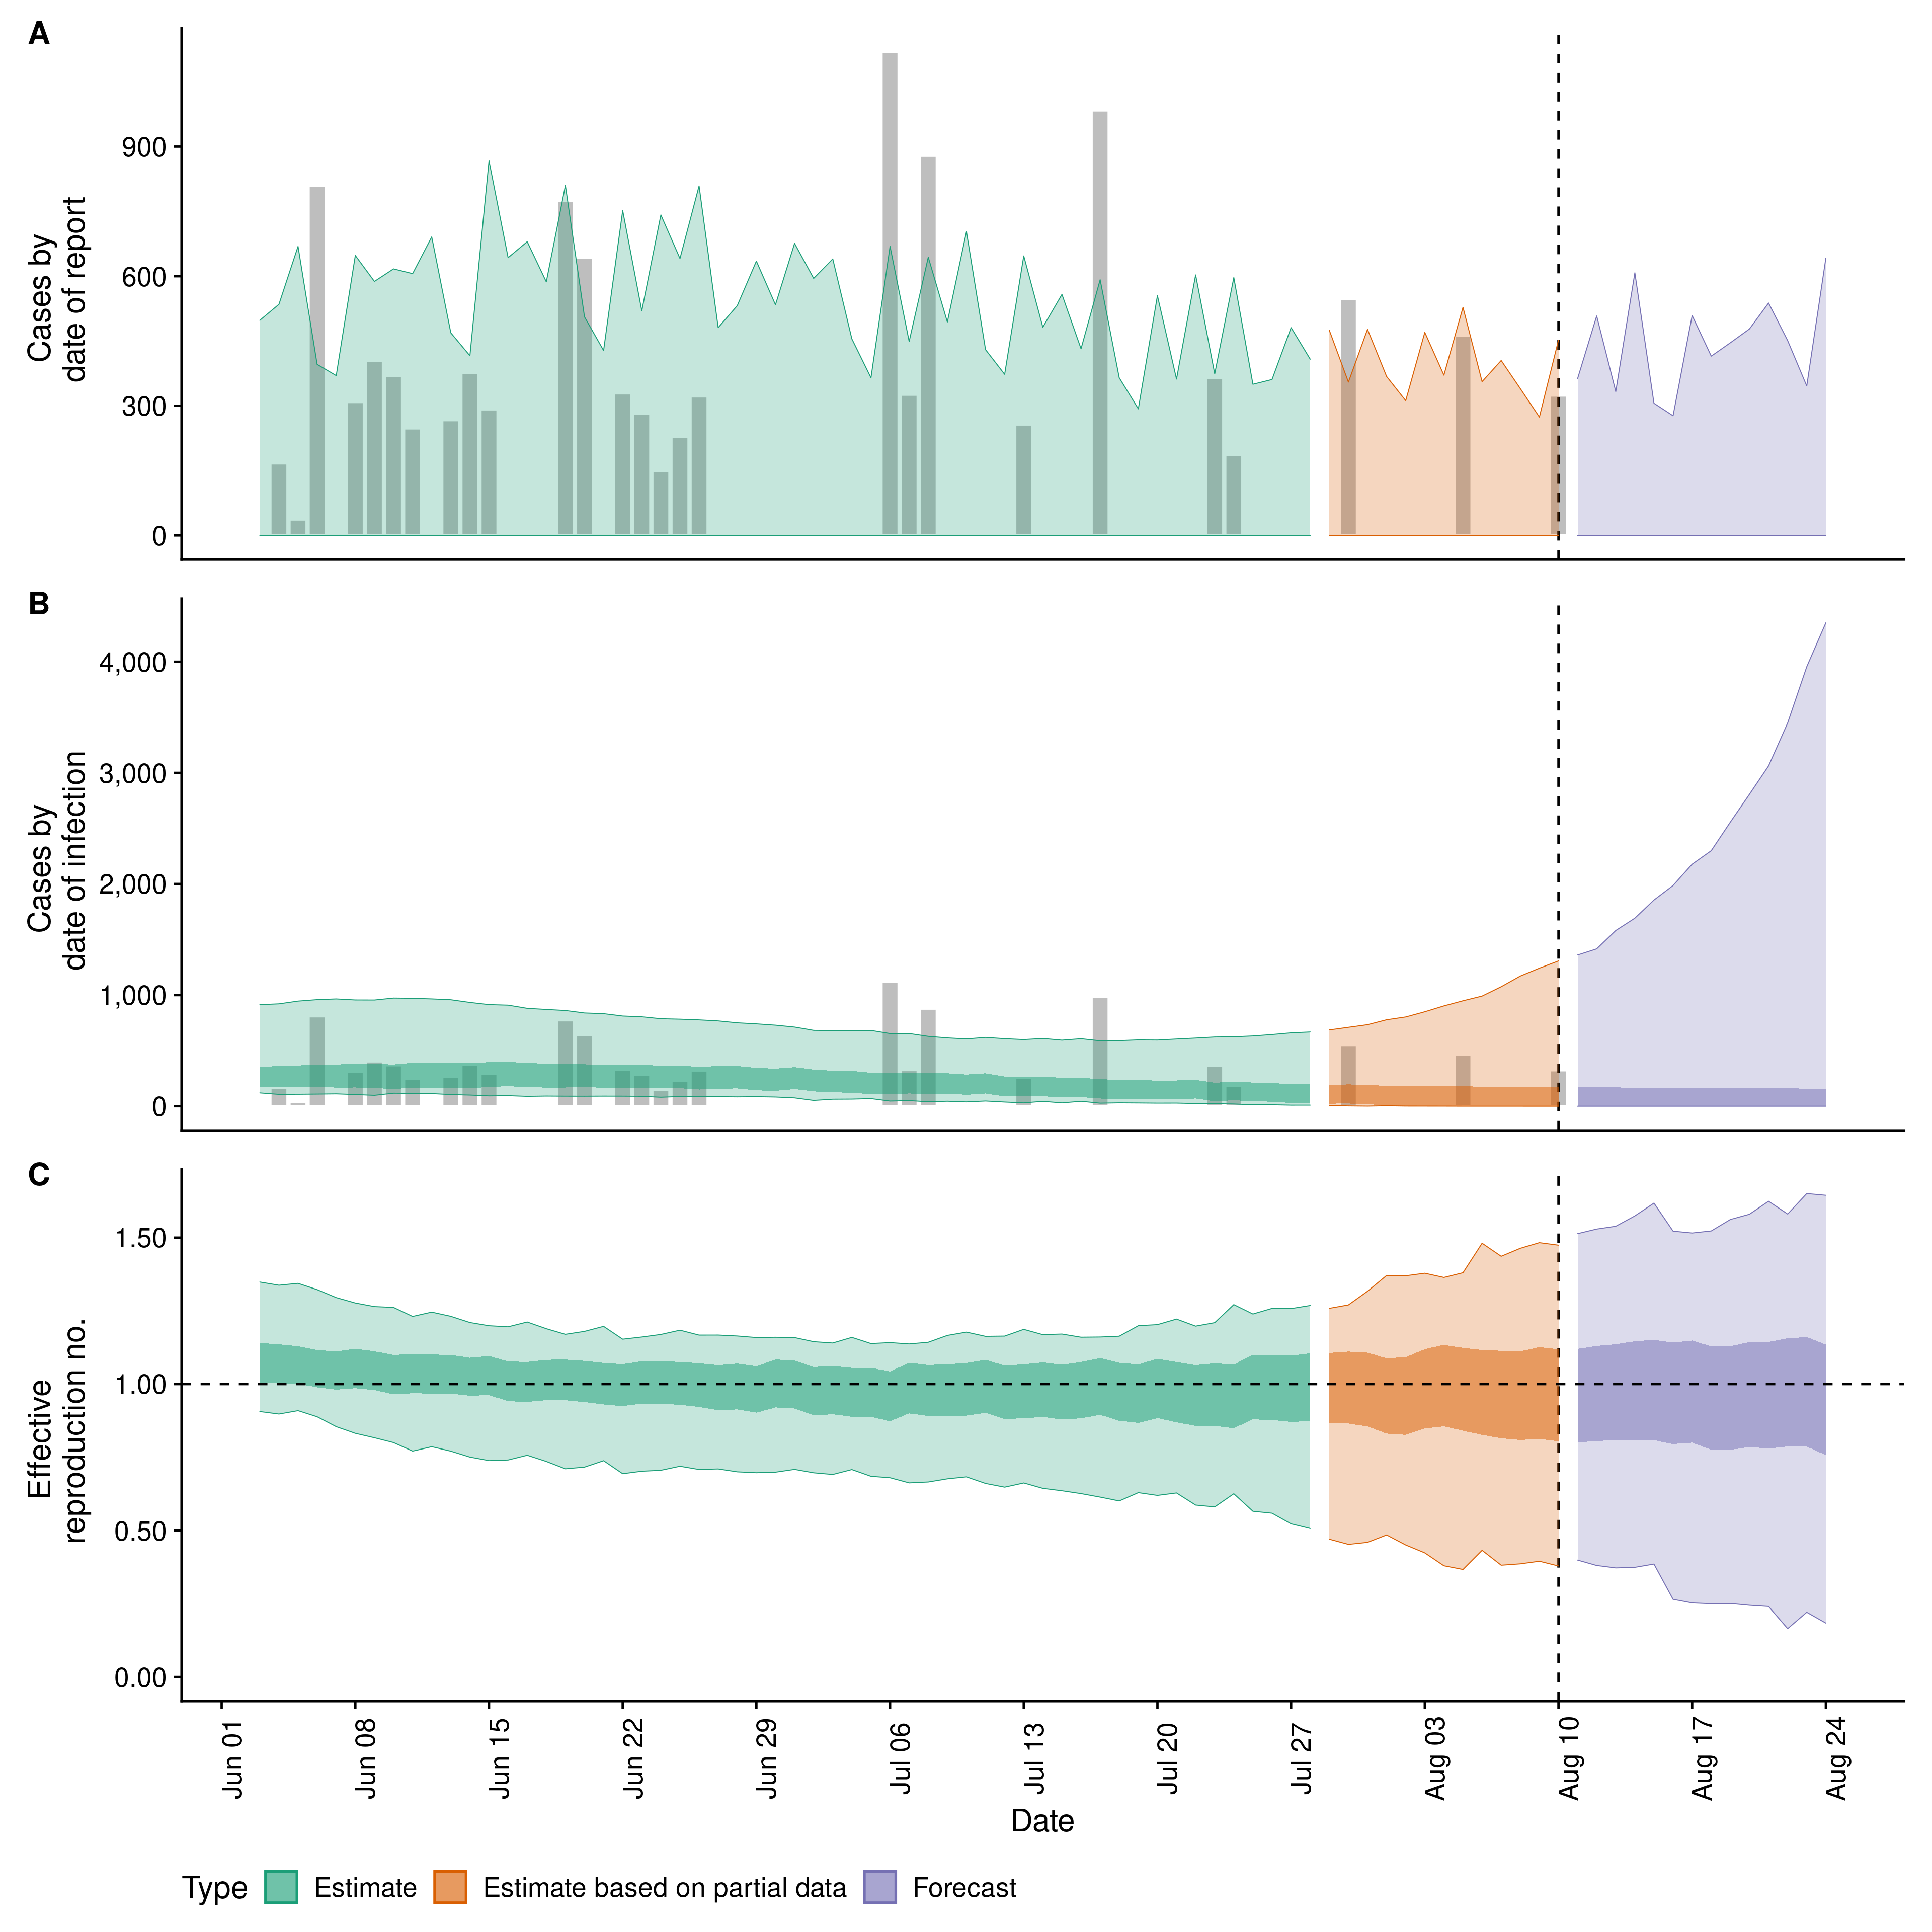 A
Cases by
date of report
900
600
300
0
B
Cases by
date of infection
4,000
3,000
2,000
1,000
0
C
Effective
reproduction no.
1.50
1.00
0.50
0.00
Jun 01
Jun 08
Jun 15
Jun 22
Jun 29
Jul 06
Jul 13
Jul 20
Jul 27
Aug 03
Aug 10
Aug 17
Aug 24
Date
Type Estimate Estimate based on partial data Forecast